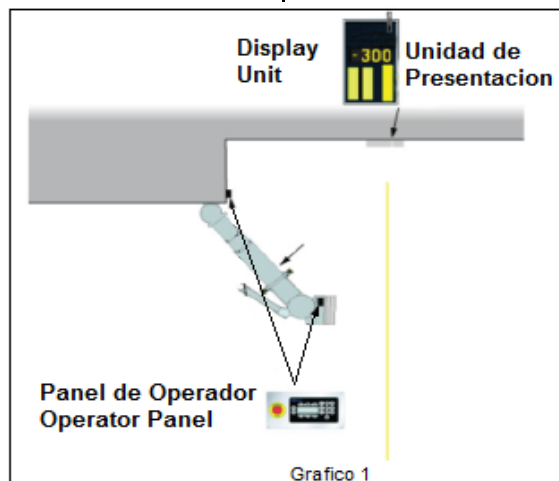 Display
Unit
-300
Unidad de
Presentacion
Panel de Operador
Operator Panel
Grafico 1